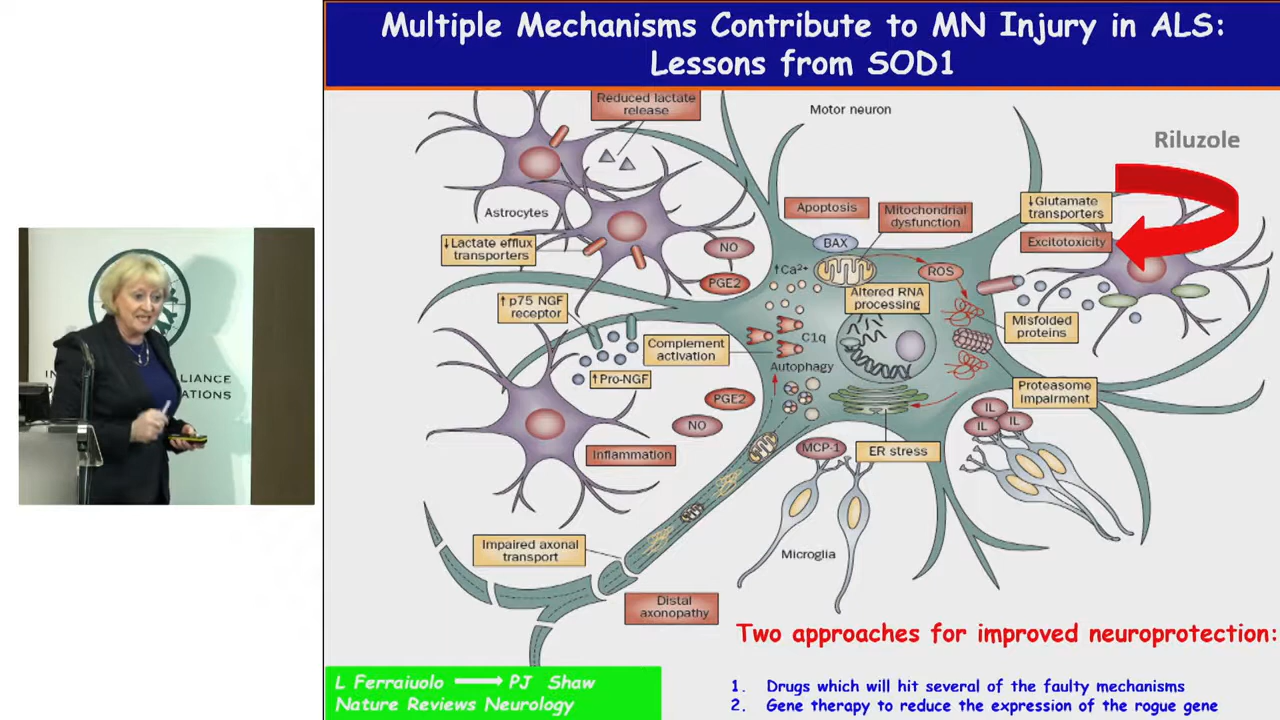 Multiple Mechanisms Contribute to MN Injury in ALS:
Lessons from SOD1
Reduced lactate
release
Motor neuron
Riluzole
Astrocytes
Apoptosis
Mitochondrial
dysfunction
↓Glutamate
transporters
Excitotoxicity
↓Lactate efflux
transporters
NO
BAX
↑Ca2+
ROS
PGE2
Altered RNA
processing
↑p75 NGF
receptor
Misfolded
proteins
Complement
activation
C1q
Autophagy
↑Pro-NGF
Proteasome
impairment
PGE2
NO
IL
IL
IL
Inflammation
MCP-1
ER stress
Impaired axonal
transport
Microglia
Distal
axonopathy
Two approaches for improved neuroprotection:
L Ferraiuolo ⟶ PJ Shaw
Nature Reviews Neurology
1. Drugs which will hit several of the faulty mechanisms
2. Gene therapy to reduce the expression of the rogue gene
LIANCE
ATIONS